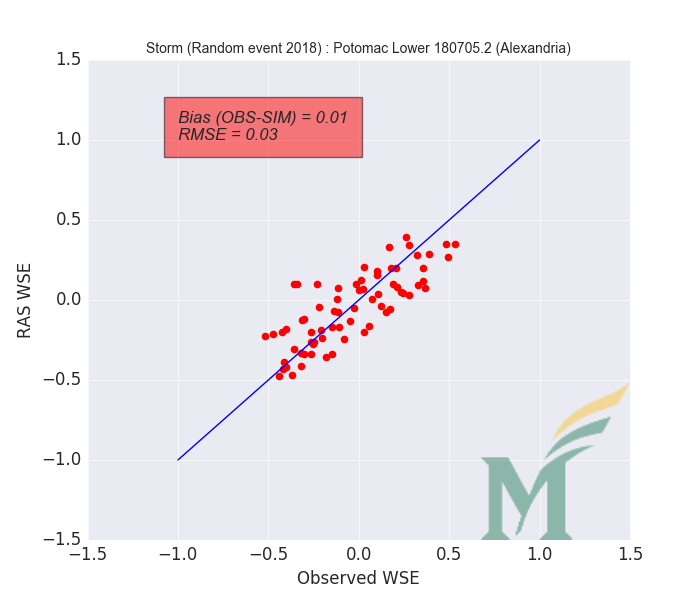 Storm (Random event 2018) : Potomac Lower 180705.2 (Alexandria)
1.5
Bias (OBS-SIM) = 0.01
RMSE = 0.03
1.0
0.5
RAS WSE
0.0
−0.5
−1.0
−1.5
−1.5 −1.0 −0.5 0.0 0.5 1.0 1.5
Observed WSE
M